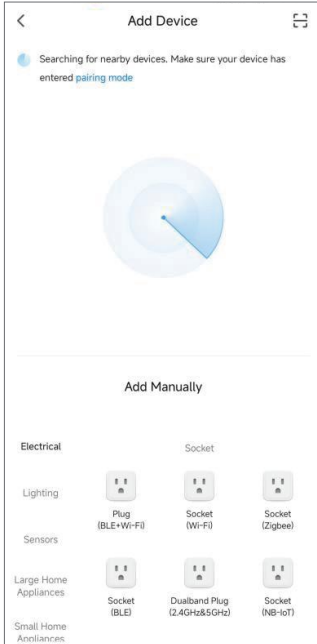 Add Device
Searching for nearby devices. Make sure your device has
entered pairing mode
Add Manually
Electrical
Socket
Lighting
Plug
(BLE+Wi-Fi)
Socket
(Wi-Fi)
Socket
(Zigbee)
Sensors
Large Home
Appliances
Socket
(BLE)
Dualband Plug
(2.4GHz&5GHz)
Socket
(NB-IoT)
Small Home
Appliances